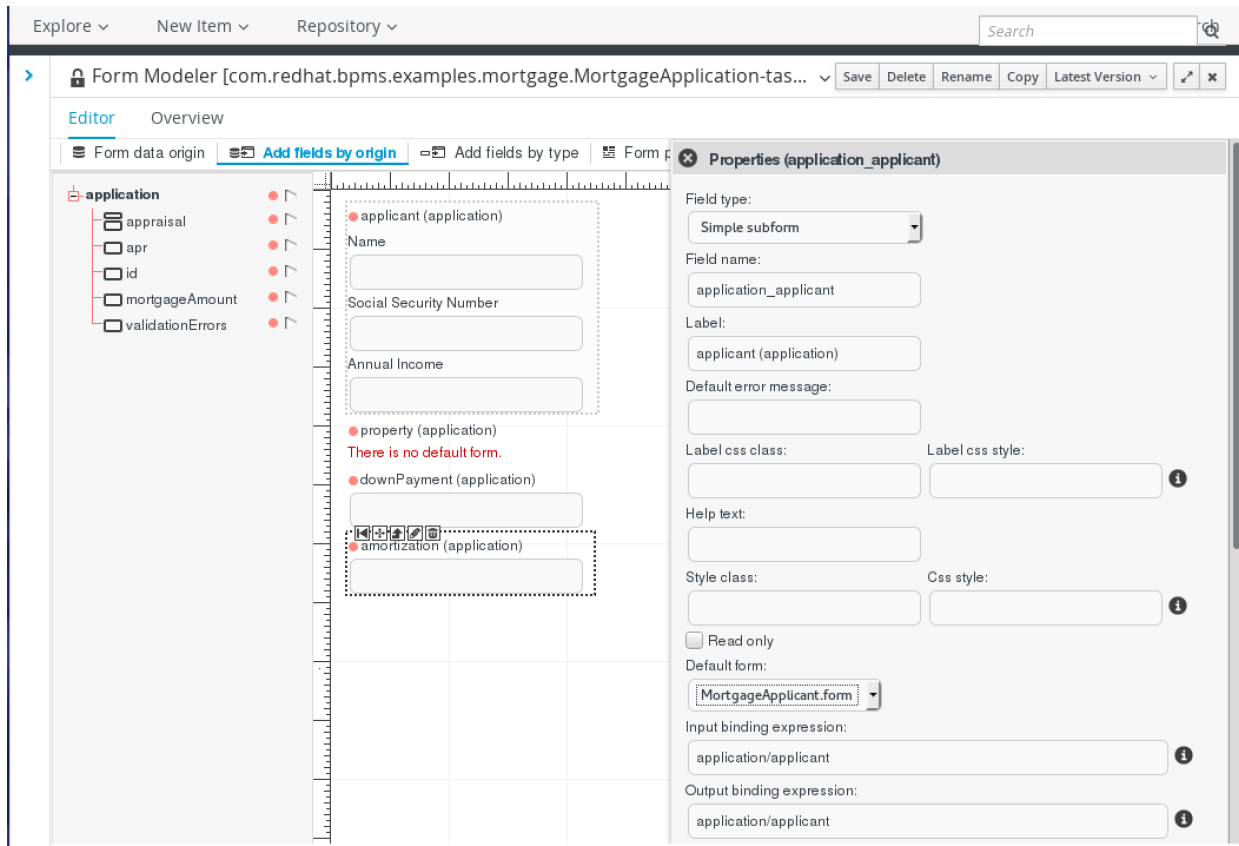 Explore New Item Repository Search rch
Form Modeler [com.redhat.bpms.examples.mortgage.MortgageApplication-tas... Save Delete Rename Copy Latest Version
Editor Overview
Form data origin Add fields by origin Add fields by type Form p
Properties (application_applicant)
application
appraisal
apr
id
mortgageAmount
validationErrors
applicant (application)
Name
Social Security Number
Annual Income
property (application)
There is no default form.
downPayment (application)
amortization (application)
Field type:
Simple subform
Field name:
application_applicant
Label:
applicant (application)
Default error message:
Label css class: Label css style:
Help text:
Style class: Css style:
Read only
Default form:
MortgageApplicant.form
Input binding expression:
application/applicant
Output binding expression:
application/applicant